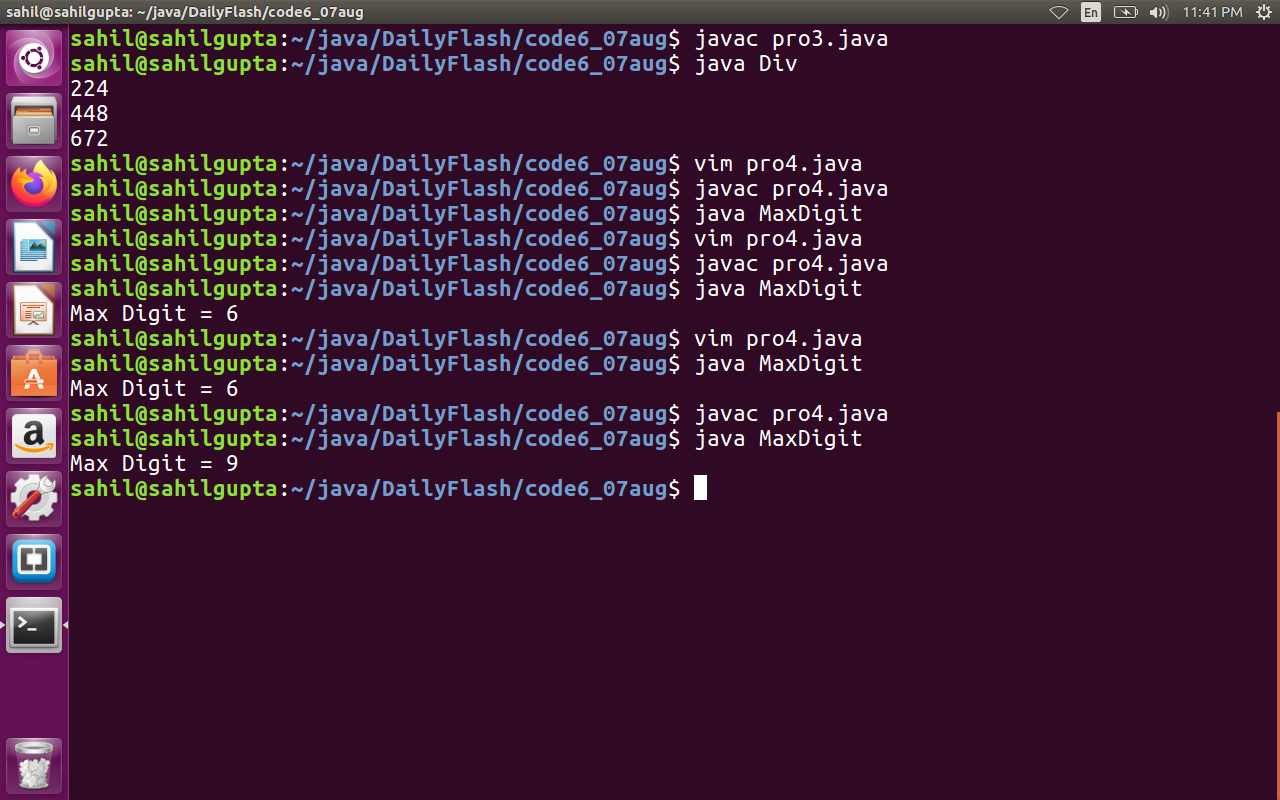 sahil@sahilgupta: ~/java/DailyFlash/code6_07aug
En
11:41 PM
sahil@sahilgupta:~/java/DailyFlash/code6_07aug$ javac pro3.java
sahil@sahilgupta:~/java/DailyFlash/code6_07aug$ java Div
224
448
672
sahil@sahilgupta:~/java/DailyFlash/code6_07aug$ vim pro4.java
sahil@sahilgupta:~/java/DailyFlash/code6_07aug$ javac pro4.java
sahil@sahilgupta:~/java/DailyFlash/code6_07aug$ java MaxDigit
sahil@sahilgupta:~/java/DailyFlash/code6_07aug$ vim pro4.java
sahil@sahilgupta:~/java/DailyFlash/code6_07aug$ javac pro4.java
sahil@sahilgupta:~/java/DailyFlash/code6_07aug$ java MaxDigit
Max Digit = 6
sahil@sahilgupta:~/java/DailyFlash/code6_07aug$ vim pro4.java
sahil@sahilgupta:~/java/DailyFlash/code6_07aug$ java MaxDigit
Max Digit = 6
sahil@sahilgupta:~/java/DailyFlash/code6_07aug$ javac pro4.java
sahil@sahilgupta:~/java/DailyFlash/code6_07aug$ java MaxDigit
Max Digit = 9
sahil@sahilgupta:~/java/DailyFlash/code6_07aug$